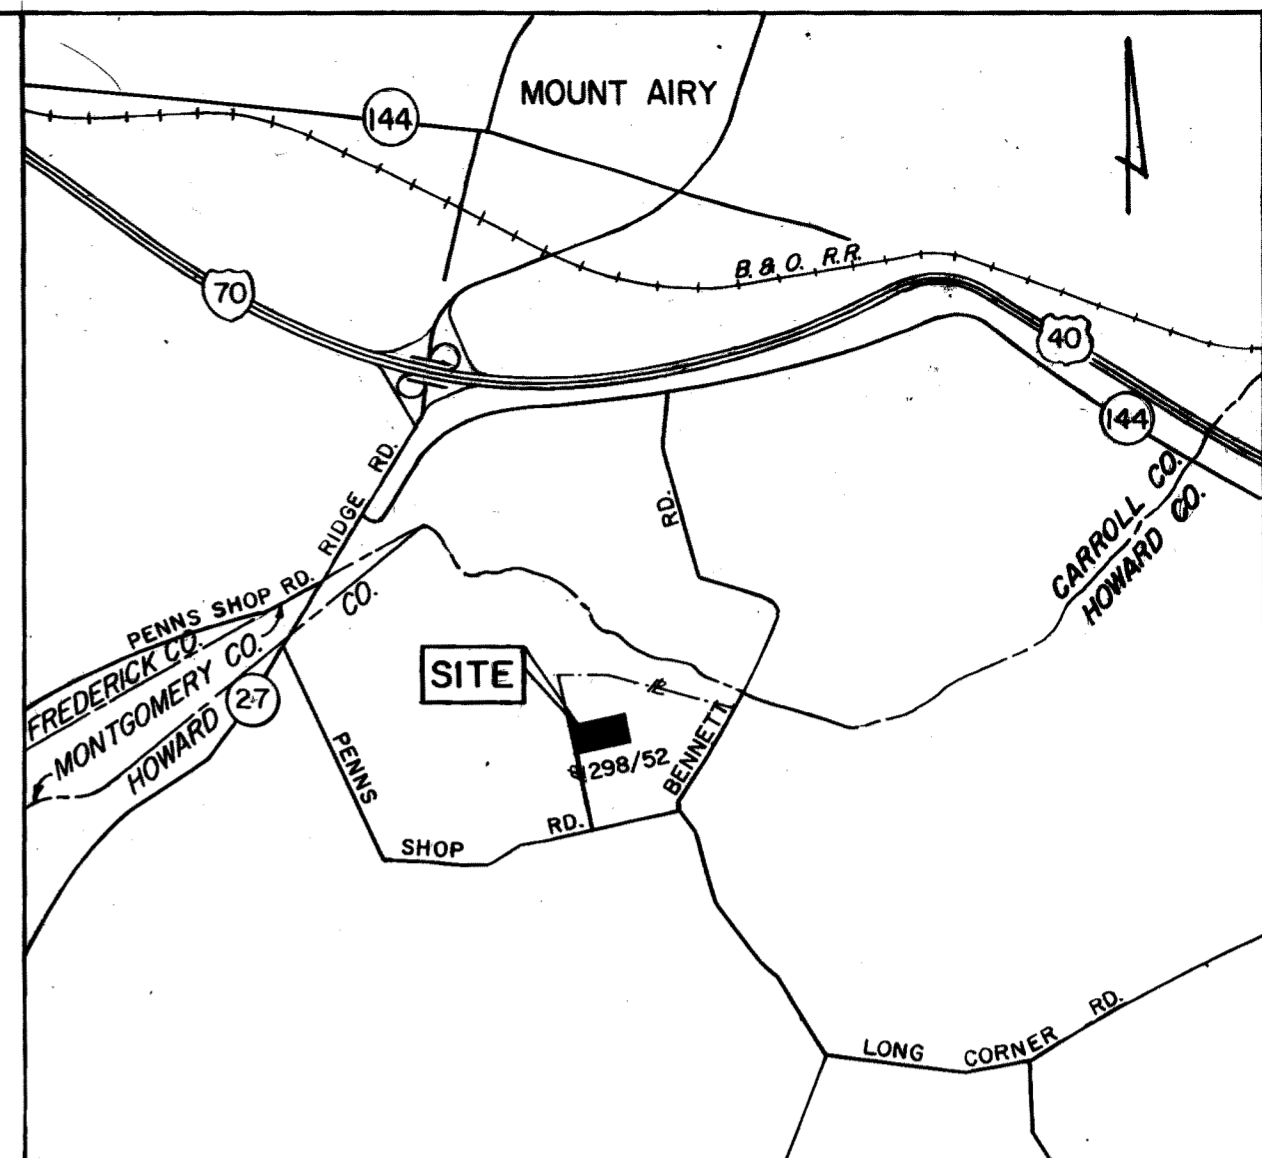 MOUNT AIRY
144
B. & O. R.R.
70
40
144
RIDGE RD.
RD.
CARROLL CO.
HOWARD CO.
PENNS SHOP RD.
FREDERICK CO.
MONTGOMERY CO.
HOWARD CO.
27
SITE
298/52
BENNETT
PENNS
SHOP
RD.
LONG CORNER RD.